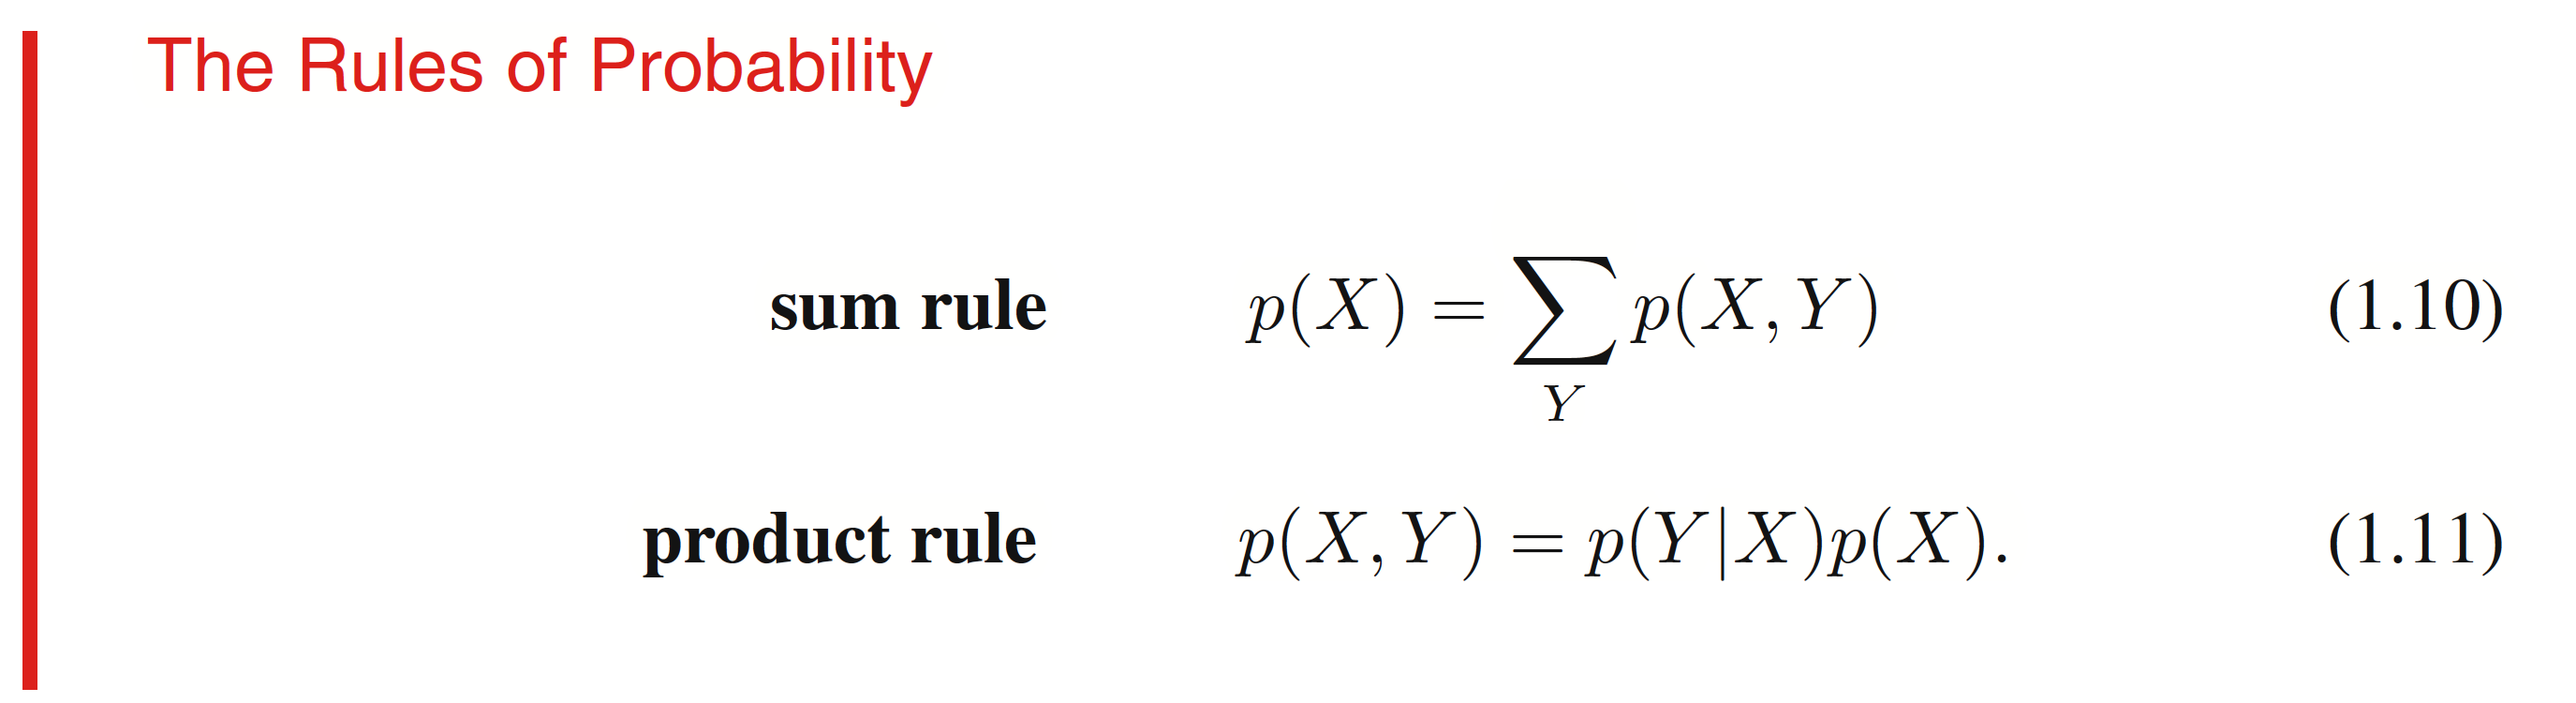 The Rules of Probability
sum rule p(X) = ∑_Y p(X, Y) (1.10)
product rule p(X, Y) = p(Y|X)p(X). (1.11)